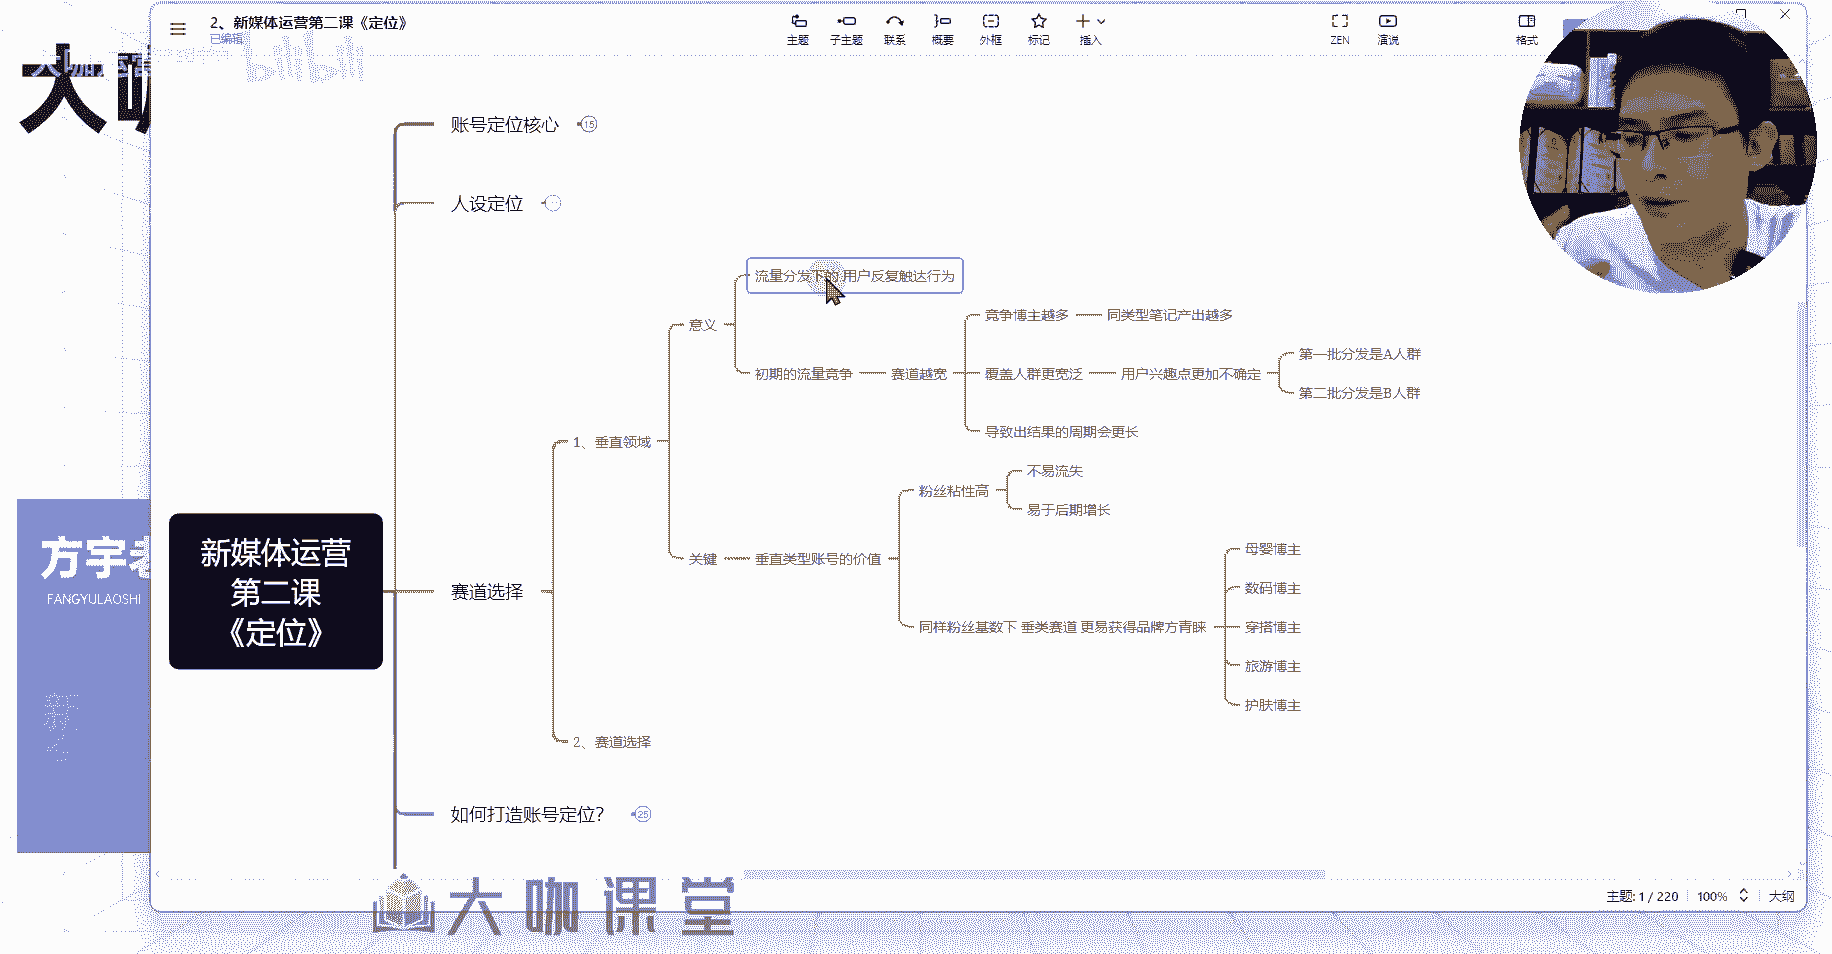 2、新媒体运营第二课《定位》
已编辑
主题
子主题
联系
概要
外框
标记
插入
ZEN
演说
格式
bilibili
大咖
账号定位核心
15
人设定位
流量分发下的 用户反复触达行为
意义
竞争博主越多
同类型笔记产出越多
初期的流量竞争
赛道越宽
覆盖人群更宽泛
用户兴趣点更加不确定
第一批分发是A人群
第二批分发是B人群
导致出结果的周期会更长
1、垂直领域
粉丝粘性高
不易流失
易于后期增长
关键
垂直类型账号的价值
同样粉丝基数下 垂类赛道 更易获得品牌方青睐
母婴博主
数码博主
穿搭博主
旅游博主
护肤博主
新媒体运营
第二课
《定位》
赛道选择
2、赛道选择
如何打造账号定位？
25
方宇老
FANGYULAOSHI
大咖课堂
主题: 1 / 220
100%
大纲